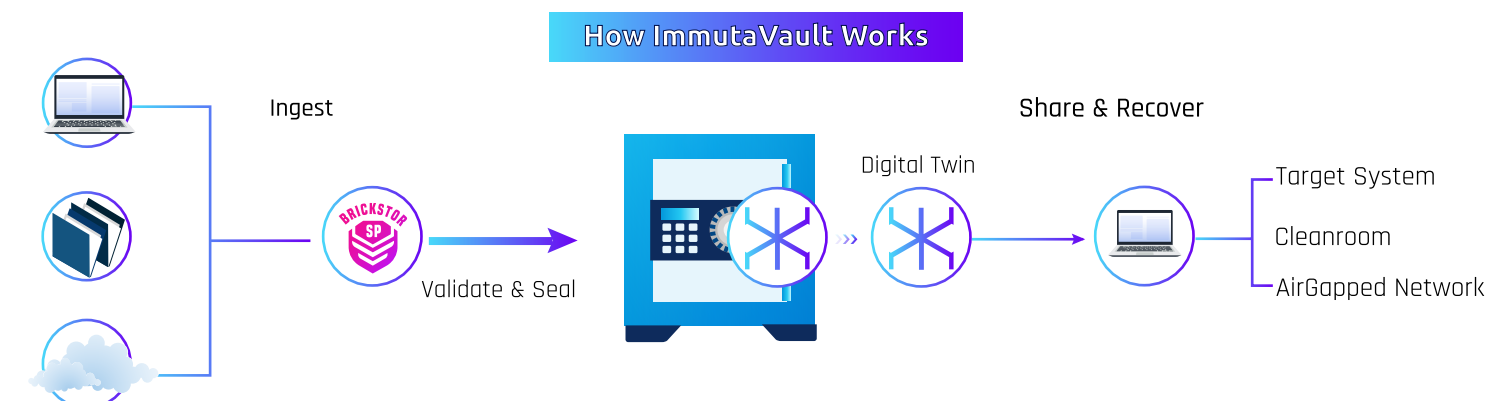 How ImmutaVault Works
Ingest
Share & Recover
Digital Twin
Target System
BRICKSTOR
SP
Cleanroom
Validate & Seal
AirGapped Network